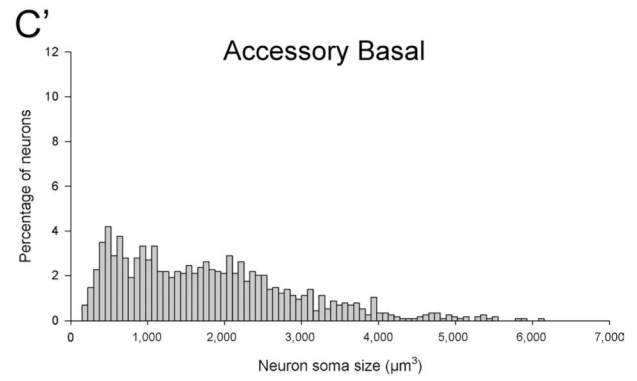 C’
Accessory Basal
Percentage of neurons
12
10
8
6
4
2
0
0 1,000 2,000 3,000 4,000 5,000 6,000 7,000
Neuron soma size (µm³)